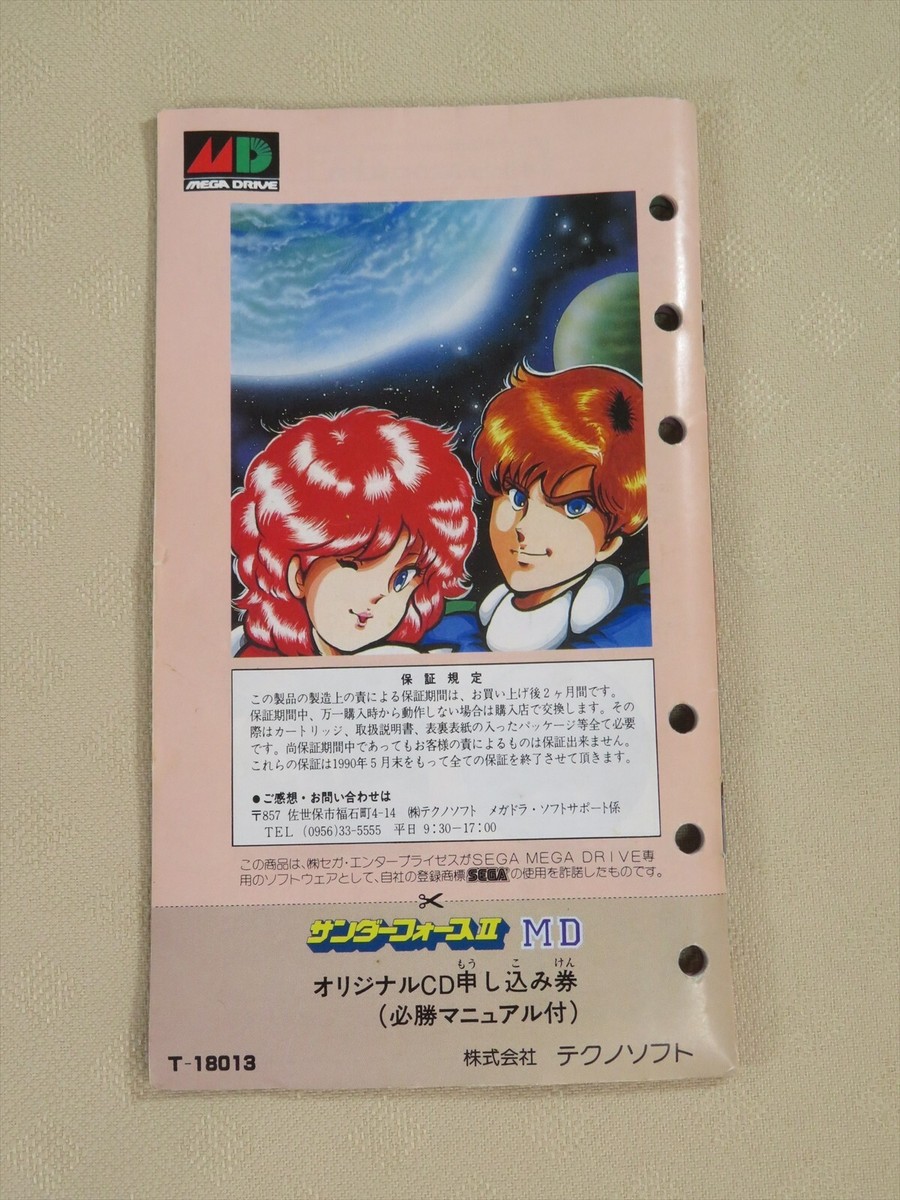 MD
MEGA DRIVE
保証規定
この製品の製造上の責による保証期間は、お買い上げ後2ヶ月間です。
保証期間中、万一購入時から動作しない場合は購入店で交換します。その
際はカートリッジ、取扱説明書、表裏表紙の入ったパッケージ等全て必要
です。尚保証期間中であってもお客様の責によるものは保証出来ません。
これらの保証は1990年5月末をもって全ての保証を終了させて頂きます。
●ご感想・お問い合わせは
〒857 佐世保市福石町4-14 ㈱テクノソフト メガドラ・ソフトサポート係
TEL (0956)33-5555 平日 9:30-17:00
この商品は、㈱セガ・エンタープライゼスがSEGA MEGA DRIVE専
用のソフトウェアとして、自社の登録商標SEGA®の使用を許諾したものです。
サンダーフォースII MD
もう こ けん
オリジナルCD申し込み券
(必勝マニュアル付)
T-18013
株式会社 テクノソフト